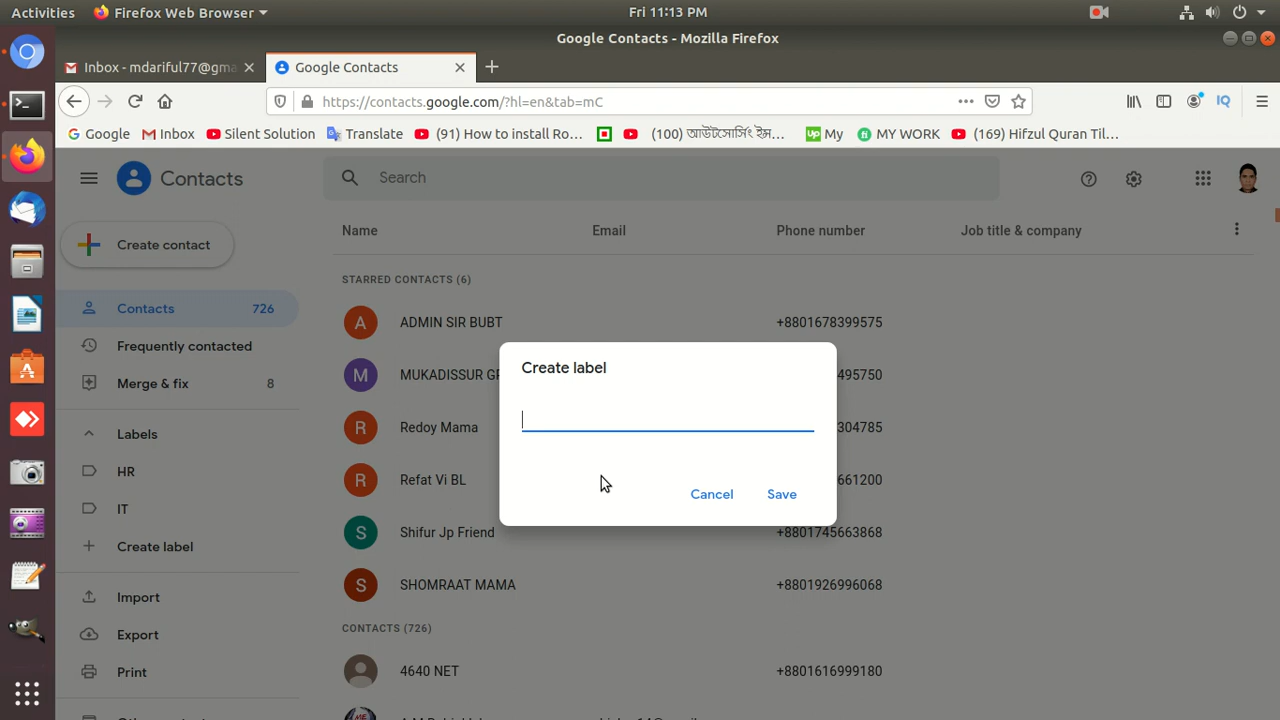 Activities Firefox Web Browser Fri 11:13 PM
Google Contacts - Mozilla Firefox
Inbox - mdariful77@gma Google Contacts
https://contacts.google.com/?hl=en&tab=mC
IQ
Google Inbox Silent Solution Translate (91) How to install Ro... (100) আউটসোর্সিং ইন্স... Up My fi MY WORK (169) Hifzul Quran Til...
Contacts Search
Create contact
Name Email Phone number Job title & company
STARRED CONTACTS (6)
Contacts 726
A ADMIN SIR BUBT +8801678399575
Frequently contacted
Merge & fix 8
M MUKADISSUR GR 495750
Create label
Labels
R Redoy Mama 304785
HR
R Refat Vi BL 661200
Cancel Save
IT
S Shifur Jp Friend +8801745663868
Create label
S SHOMRAAT MAMA +8801926996068
Import
CONTACTS (726)
Export
4640 NET +8801616999180
Print